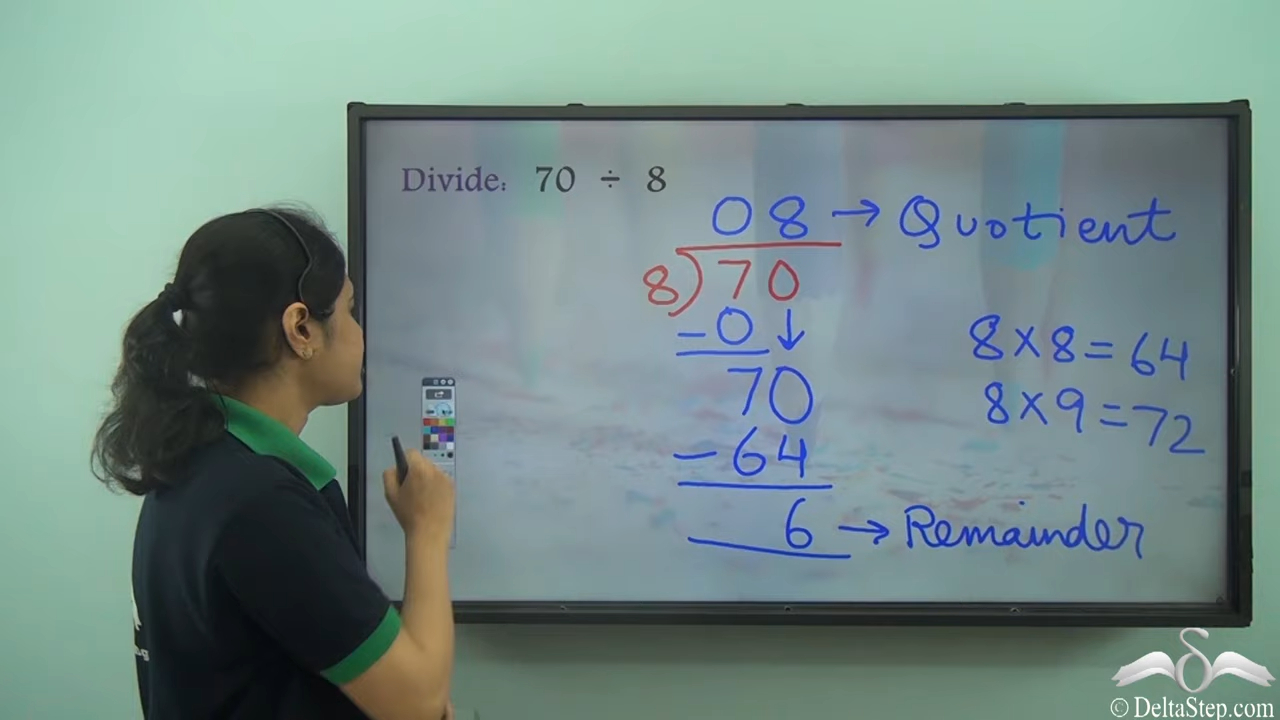 Divide: 70 ÷ 8
08 → Quotient
8)70
-0↓
70
-64
6 → Remainder
8×8=64
8×9=72
© DeltaStep.com